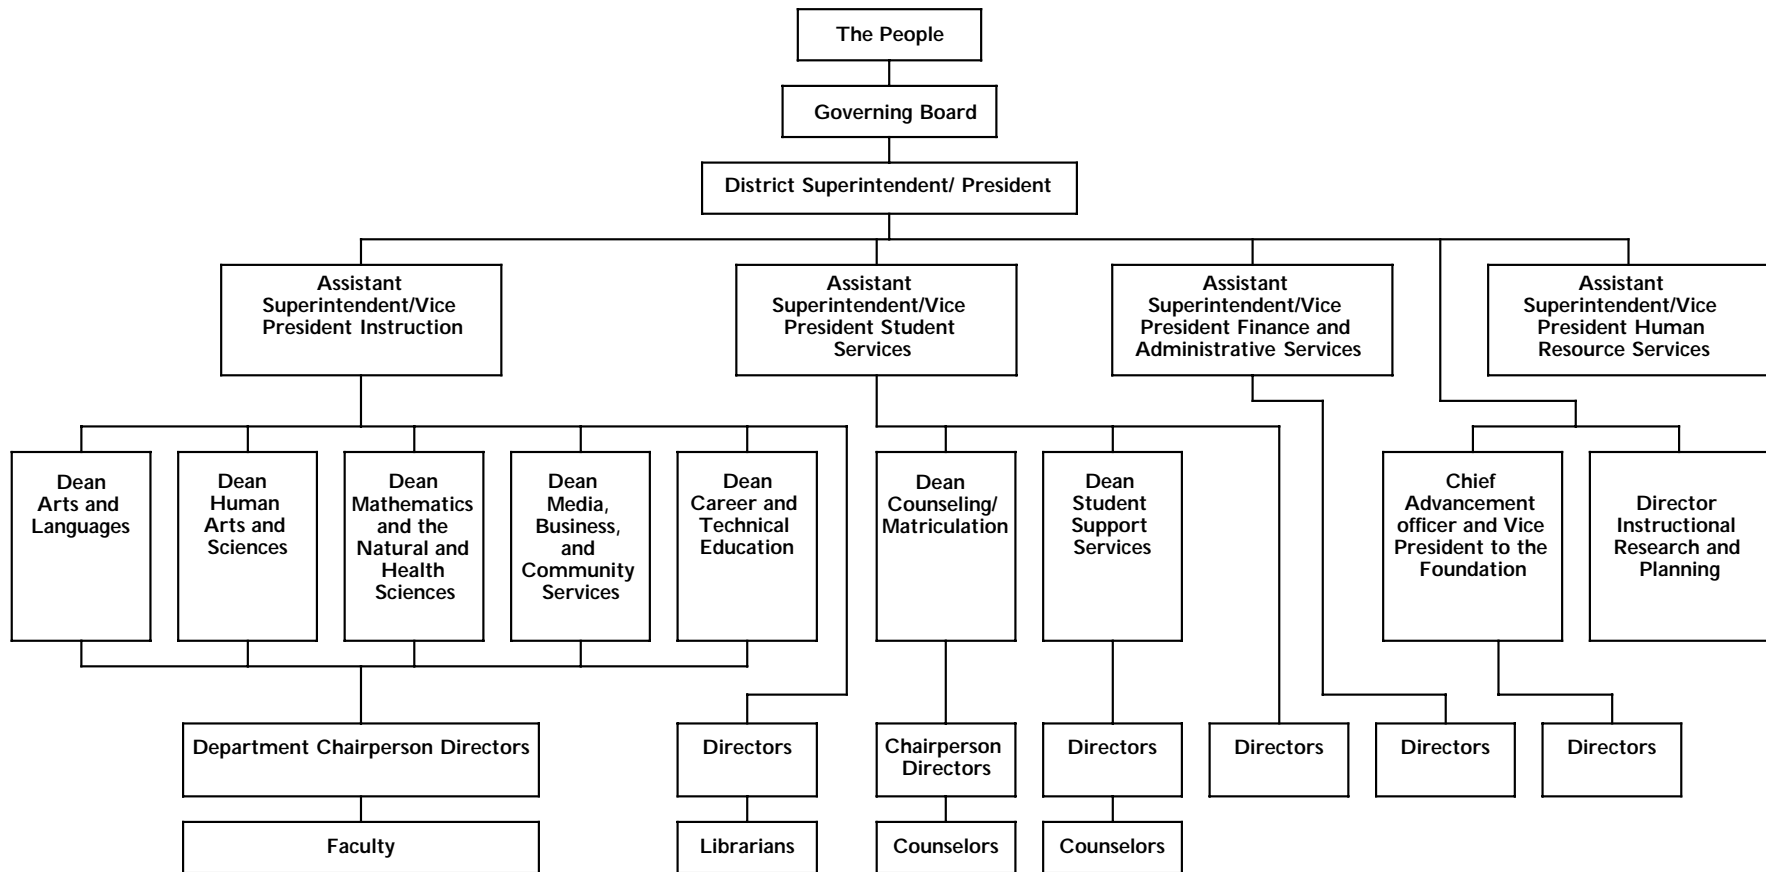 The People
Governing Board
District Superintendent/ President
Assistant
Superintendent/Vice
President Instruction
Assistant
Superintendent/Vice
President Student
Services
Assistant
Superintendent/Vice
President Finance and
Administrative Services
Assistant
Superintendent/Vice
President Human
Resource Services
Dean
Arts and
Languages
Dean
Human
Arts and
Sciences
Dean
Mathematics
and the
Natural and
Health
Sciences
Dean
Media,
Business,
and
Community
Services
Dean
Career and
Technical
Education
Dean
Counseling/
Matriculation
Dean
Student
Support
Services
Chief
Advancement
officer and Vice
President to the
Foundation
Director
Instructional
Research and
Planning
Department Chairperson Directors
Directors
Chairperson
Directors
Directors
Directors
Directors
Directors
Faculty
Librarians
Counselors
Counselors